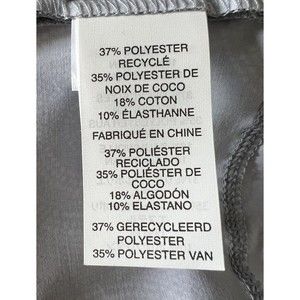 37% POLYESTER
RECYCLÉ
35% POLYESTER DE
NOIX DE COCO
18% COTON
10% ÉLASTHANNE
FABRIQUÉ EN CHINE
37% POLIÉSTER
RECICLADO
35% POLIÉSTER DE
COCO
18% ALGODÓN
10% ELASTANO
37% GERECYCLEERD
POLYESTER
35% POLYESTER VAN